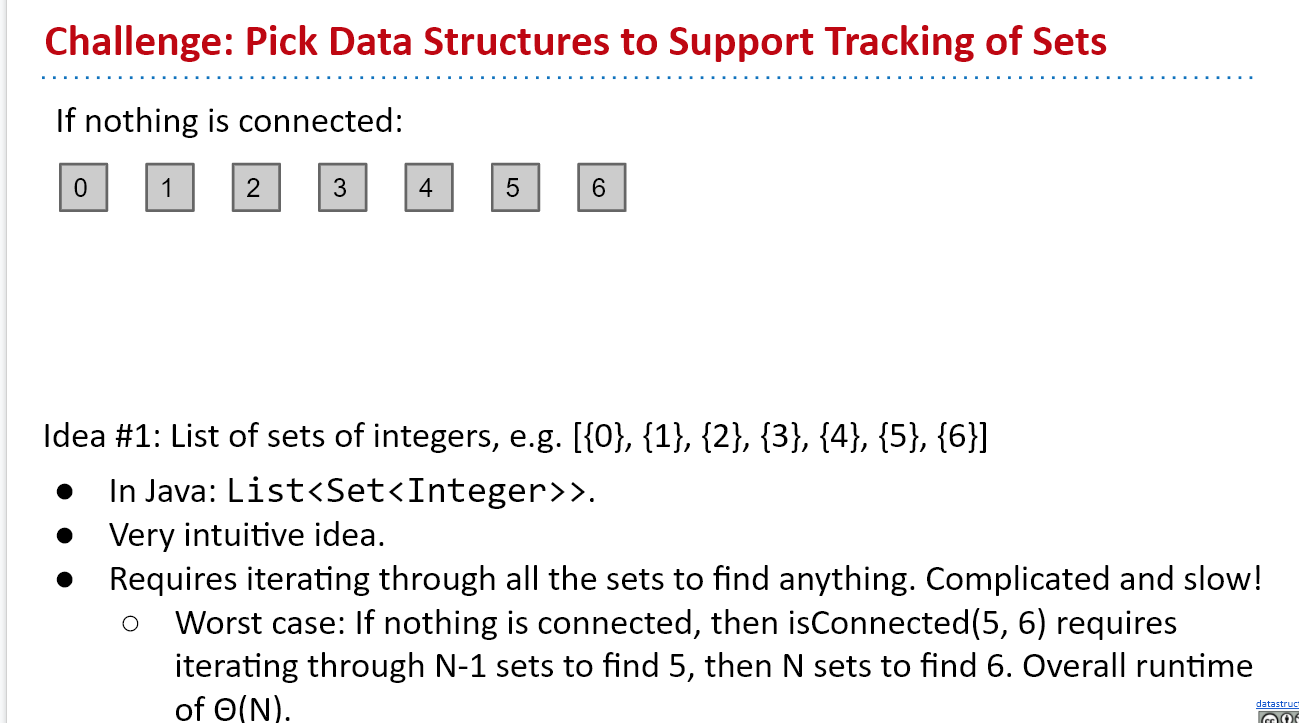 Challenge: Pick Data Structures to Support Tracking of Sets
If nothing is connected:
0 1 2 3 4 5 6
Idea #1: List of sets of integers, e.g. [{0}, {1}, {2}, {3}, {4}, {5}, {6}]
● In Java: List<Set<Integer>>.
● Very intuitive idea.
● Requires iterating through all the sets to find anything. Complicated and slow!
○ Worst case: If nothing is connected, then isConnected(5, 6) requires
iterating through N-1 sets to find 5, then N sets to find 6. Overall runtime
of Θ(N).
datastruc